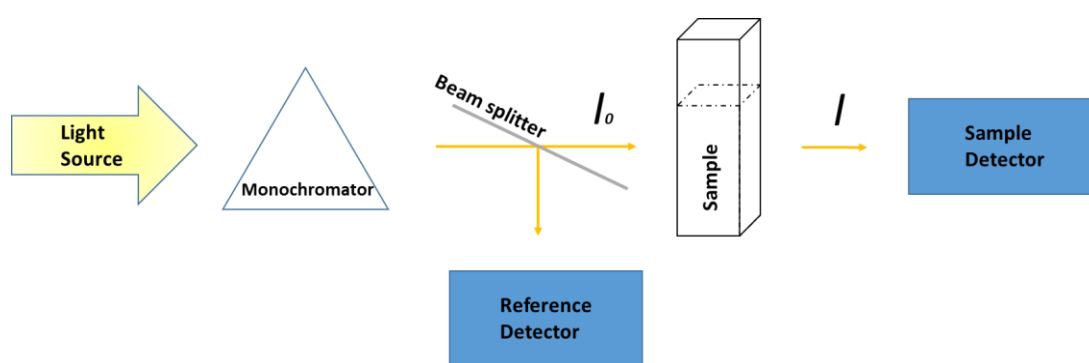 Light
Source
Monochromator
Beam splitter
I₀
Sample
I
Sample
Detector
Reference
Detector